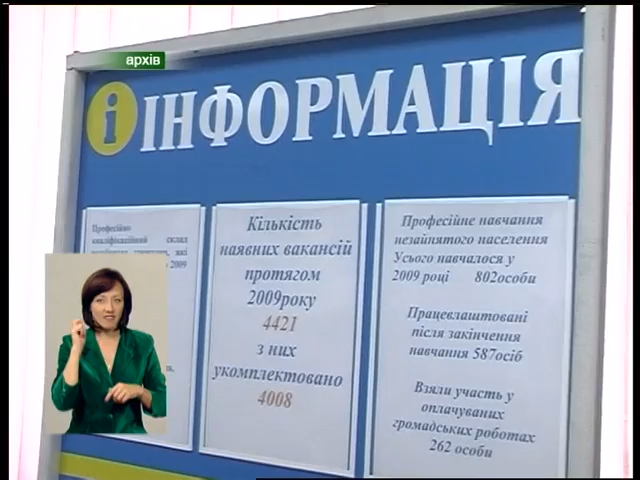 архів
i ІНФОРМАЦІЯ
Професійно
кваліфікаційний склад
2009
Кількість
наявних вакансій
протягом
2009року
4421
з них
укомплектовано
4008
Професійне навчання
незайнятого населення
Усього навчалося у
2009 році 802особи
Працевлаштовані
після закінчення
навчання 587осіб
Взяли участь у
оплачуваних
громадських роботах
262 особи